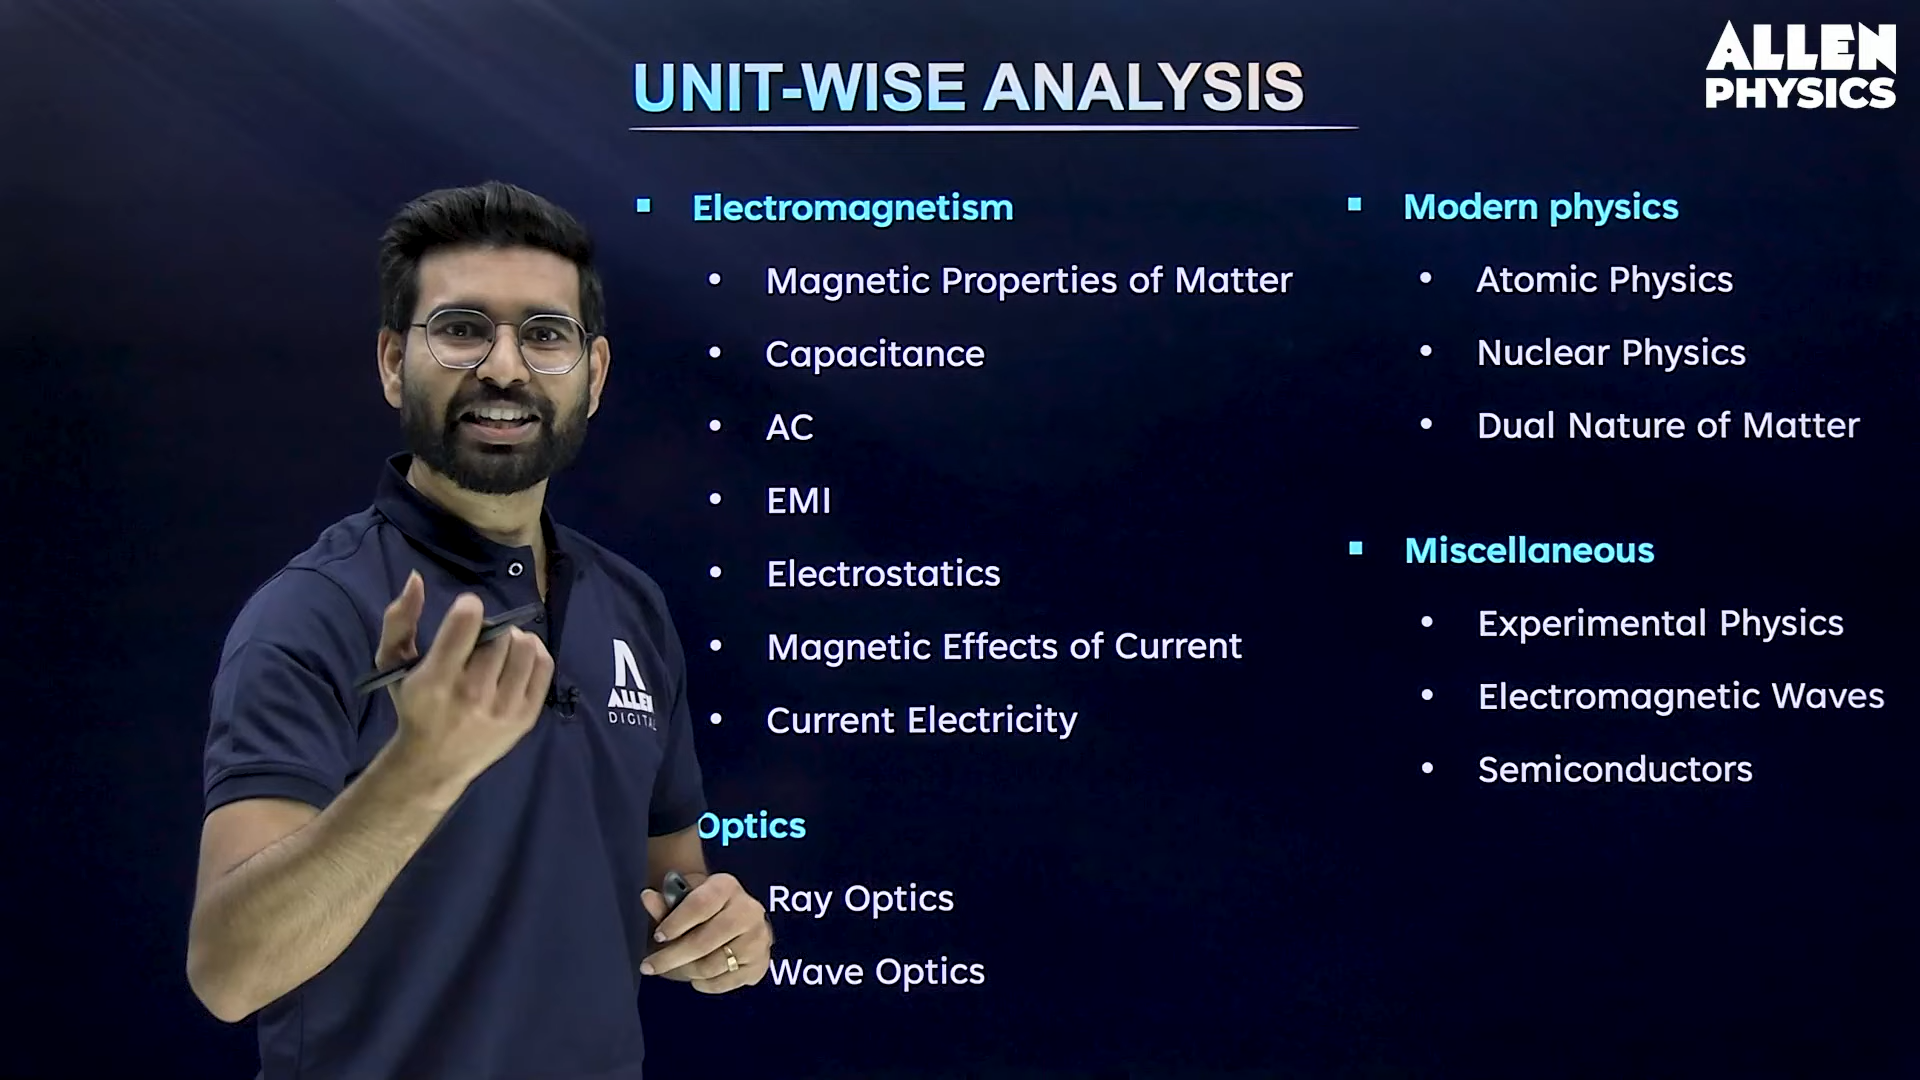 ALLEN
PHYSICS
UNIT-WISE ANALYSIS
Electromagnetism
Magnetic Properties of Matter
Capacitance
AC
EMI
Electrostatics
Magnetic Effects of Current
Current Electricity
Optics
Ray Optics
Wave Optics
Modern physics
Atomic Physics
Nuclear Physics
Dual Nature of Matter
Miscellaneous
Experimental Physics
Electromagnetic Waves
Semiconductors
ALLEN
DIGITAL